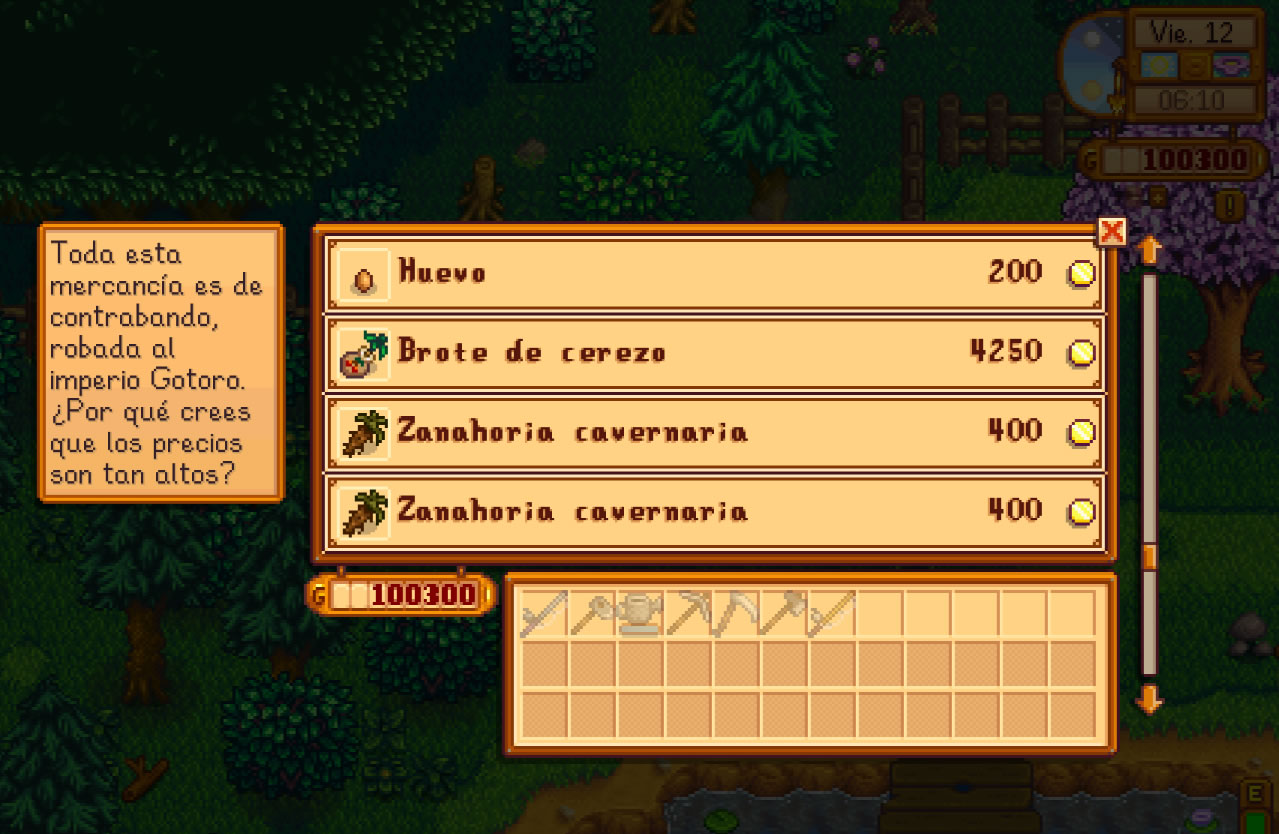 Vie. 12
06:10
G 100300
Toda esta
mercancía es de
contrabando,
robada al
imperio Gotoro.
¿Por qué crees
que los precios
son tan altos?
Huevo 200
Brote de cerezo 4250
Zanahoria cavernaria 400
Zanahoria cavernaria 400
G 100300
E